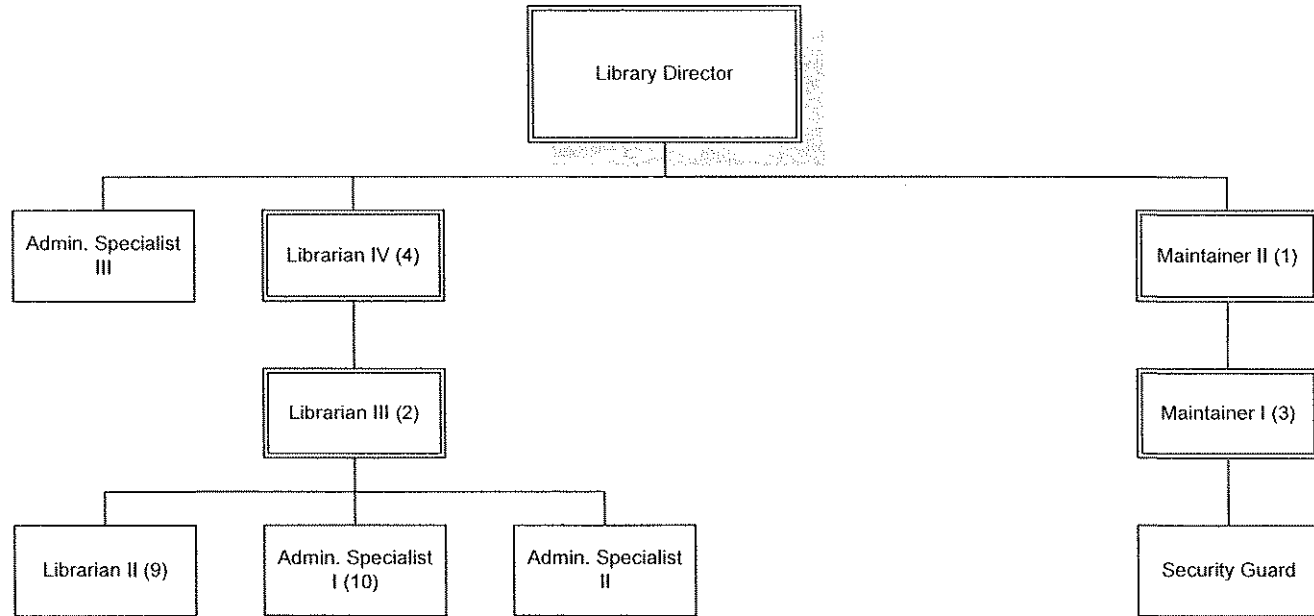 Library Director
Admin. Specialist
III
Librarian IV (4)
Maintainer II (1)
Librarian III (2)
Maintainer I (3)
Librarian II (9)
Admin. Specialist
I (10)
Admin. Specialist
II
Security Guard